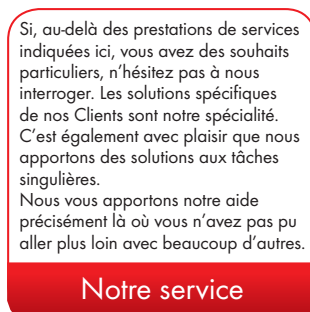 Si, au-delà des prestations de services
indiquées ici, vous avez des souhaits
particuliers, n’hésitez pas à nous
interroger. Les solutions spécifiques
de nos Clients sont notre spécialité.
C’est également avec plaisir que nous
apportons des solutions aux tâches
singulières.
Nous vous apportons notre aide
précisément là où vous n’avez pas pu
aller plus loin avec beaucoup d’autres.
Notre service